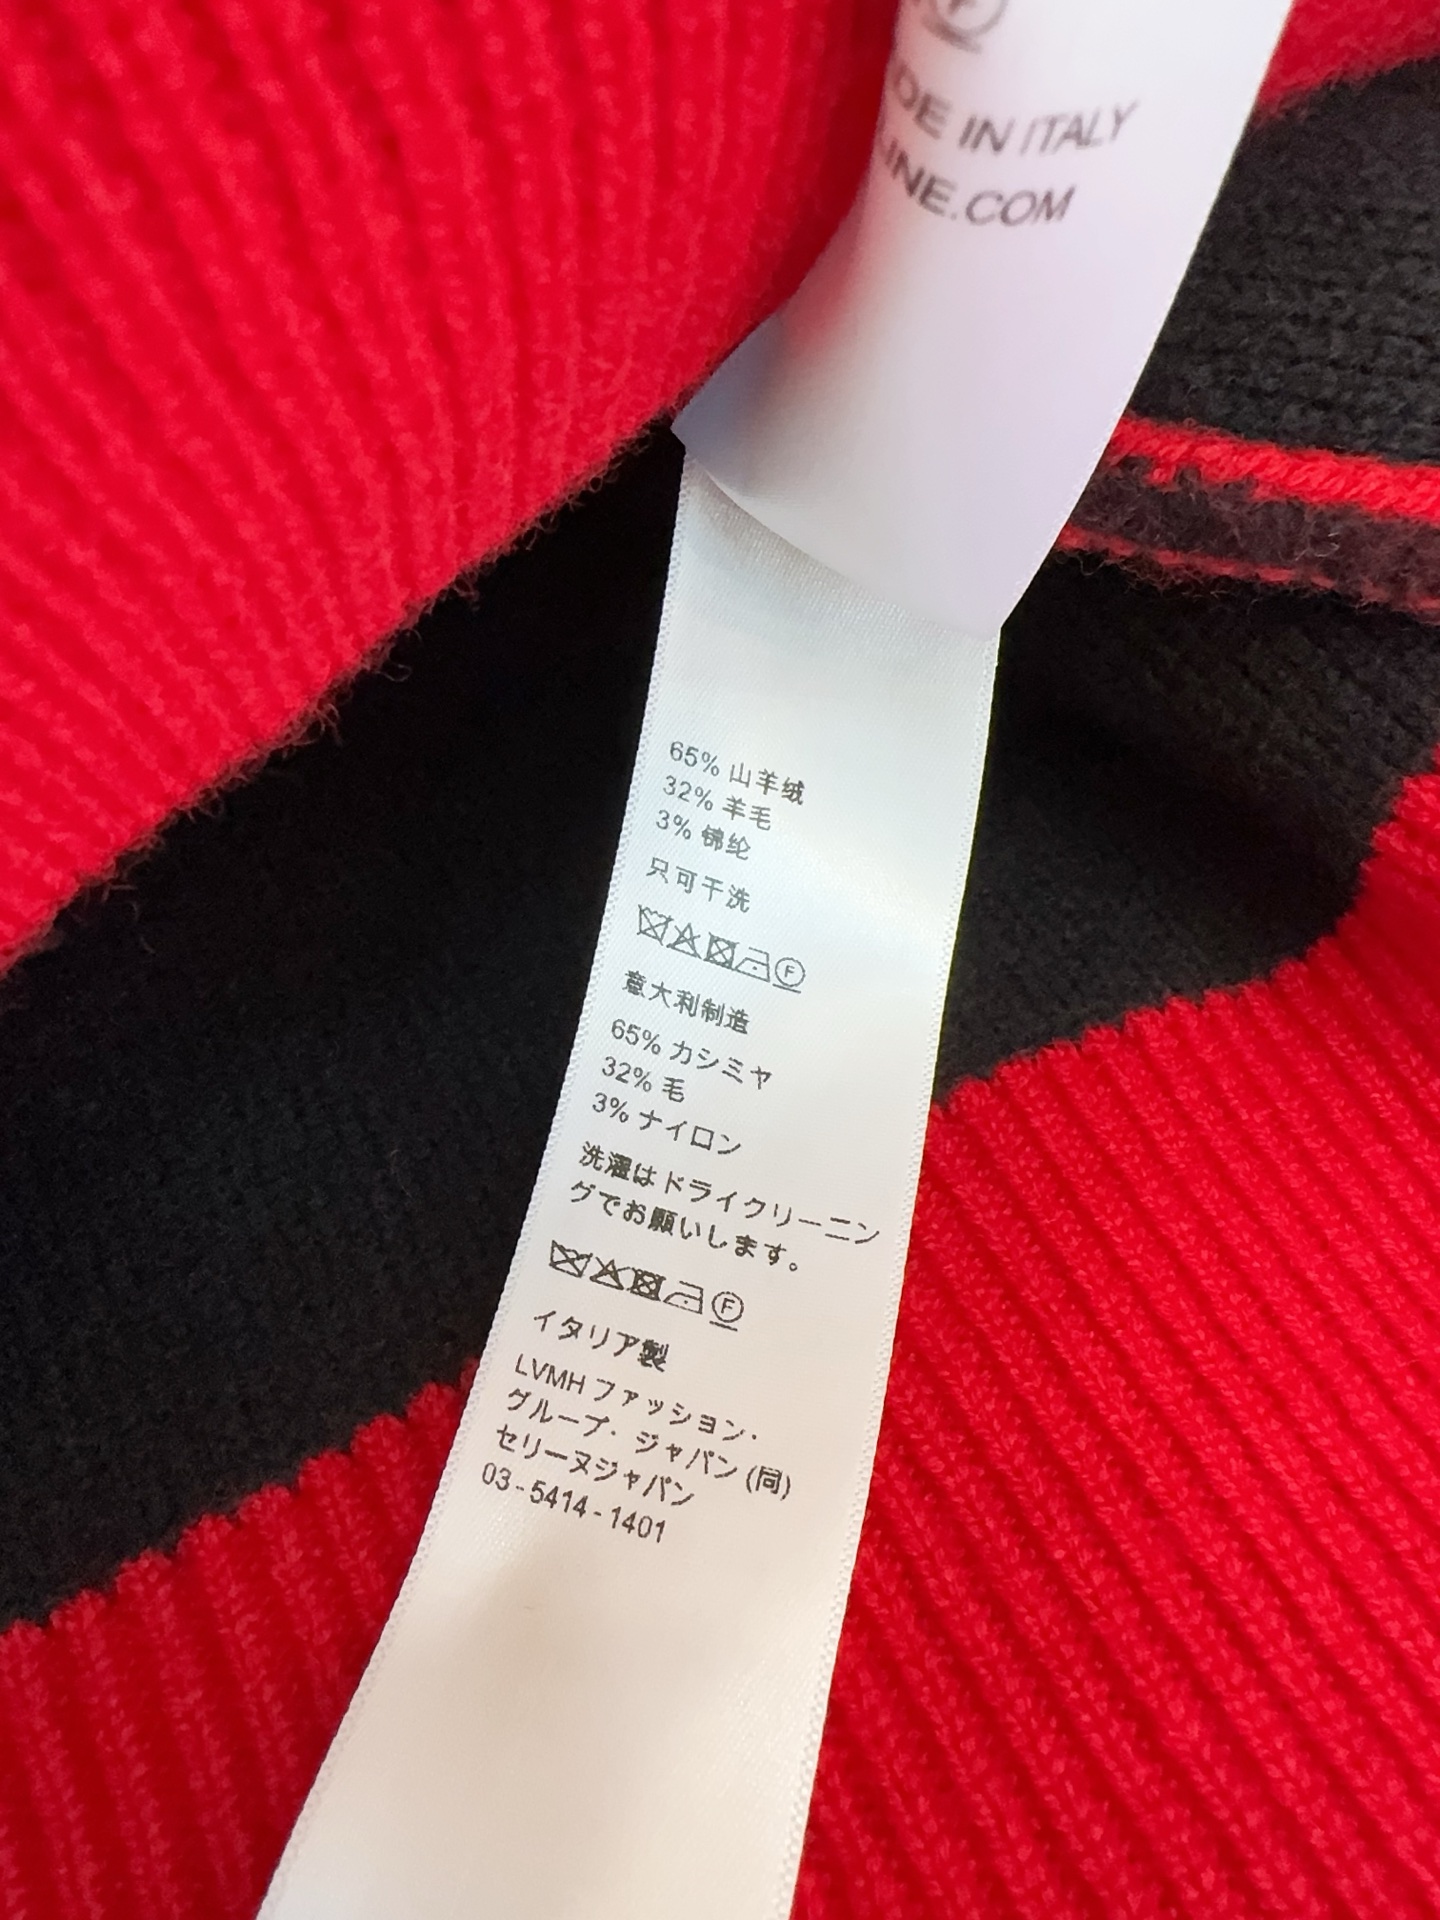 DE IN ITALY
INE.COM
65% 山羊绒
32% 羊毛
3% 锦纶
只可干洗
F
意大利制造
65% カシミヤ
32% 毛
3% ナイロン
洗濯はドライクリーニン
グでお願いします。
F
イタリア製
LVMH ファッション・
グループ・ジャパン (同)
セリーヌジャパン
03-5414-1401